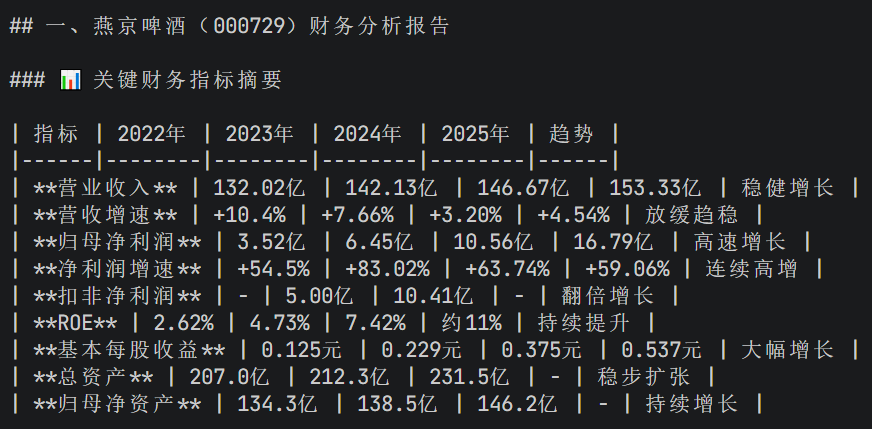 ## 一、燕京啤酒（000729）财务分析报告
### 📊 关键财务指标摘要
| 指标 | 2022年 | 2023年 | 2024年 | 2025年 | 趋势 |
|------|--------|--------|--------|--------|------|
| **营业收入** | 132.02亿 | 142.13亿 | 146.67亿 | 153.33亿 | 稳健增长 |
| **营收增速** | +10.4% | +7.66% | +3.20% | +4.54% | 放缓趋稳 |
| **归母净利润** | 3.52亿 | 6.45亿 | 10.56亿 | 16.79亿 | 高速增长 |
| **净利润增速** | +54.5% | +83.02% | +63.74% | +59.06% | 连续高增 |
| **扣非净利润** | - | 5.00亿 | 10.41亿 | - | 翻倍增长 |
| **ROE** | 2.62% | 4.73% | 7.42% | 约11% | 持续提升 |
| **基本每股收益** | 0.125元 | 0.229元 | 0.375元 | 0.537元 | 大幅增长 |
| **总资产** | 207.0亿 | 212.3亿 | 231.5亿 | - | 稳步扩张 |
| **归母净资产** | 134.3亿 | 138.5亿 | 146.2亿 | - | 持续增长 |